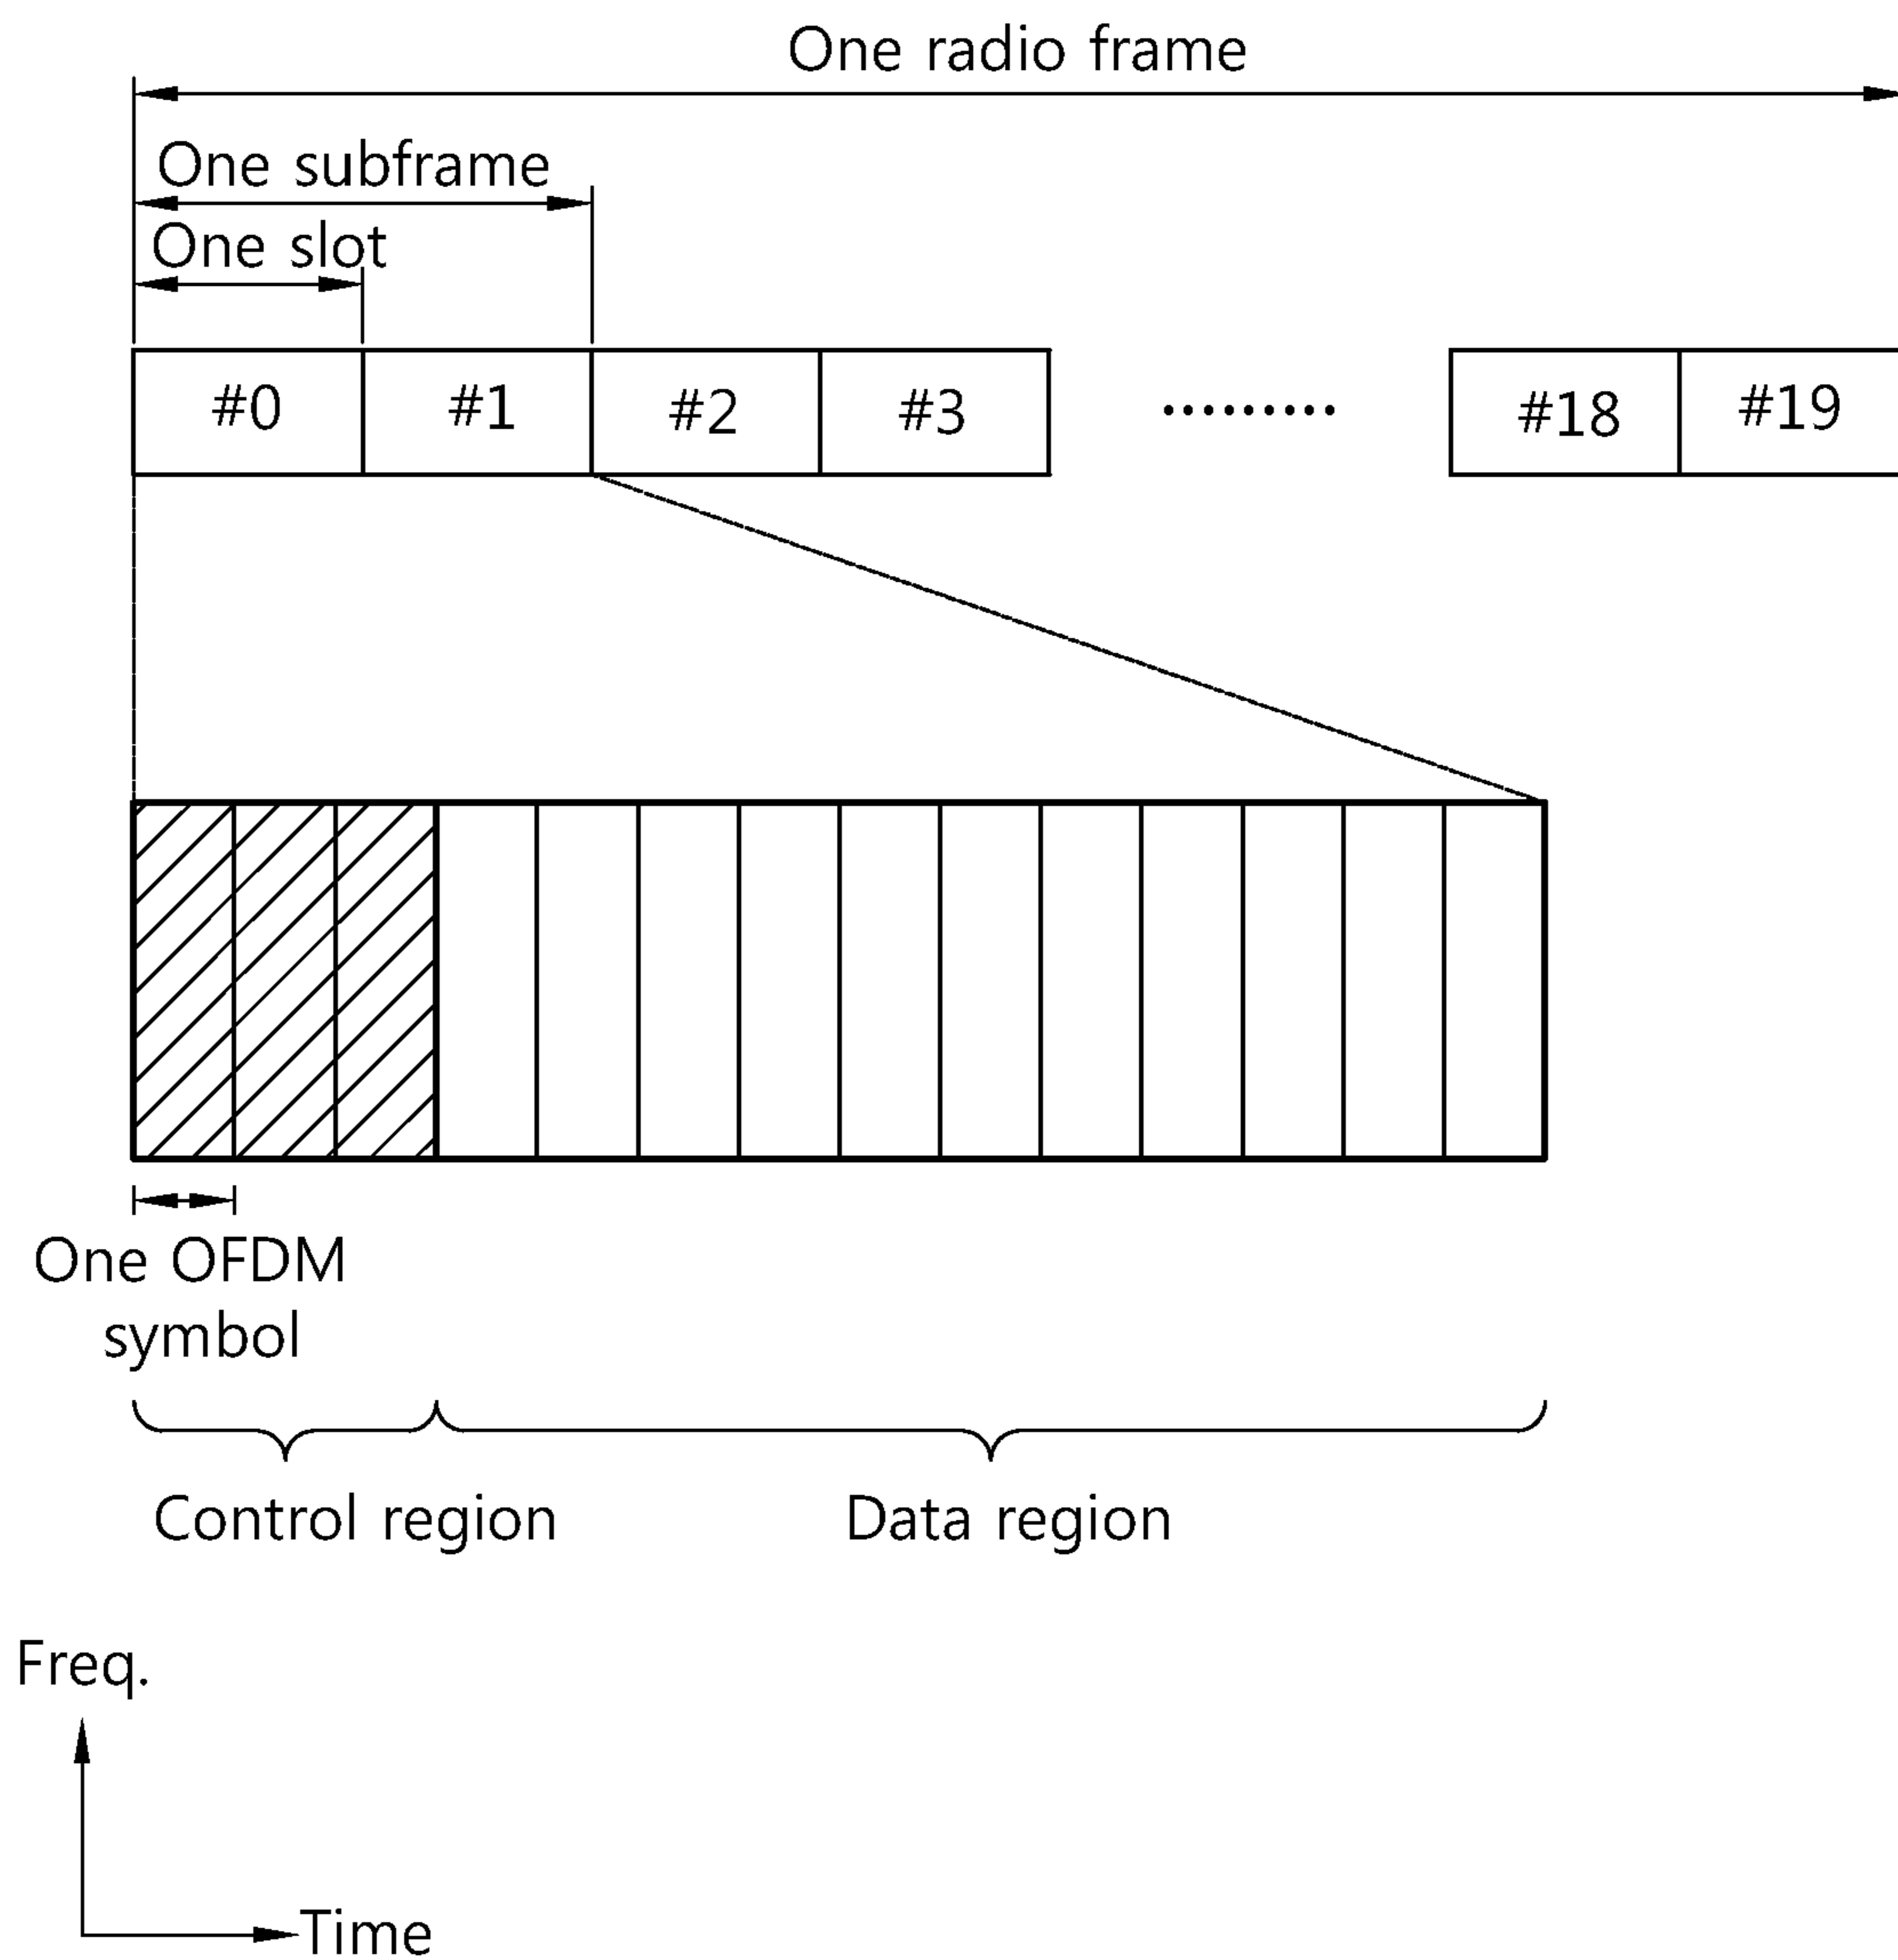 One radio frame
One subframe
One slot
#0 #1 #2 #3 ········· #18 #19
One OFDM
symbol
Control region Data region
Freq.
Time